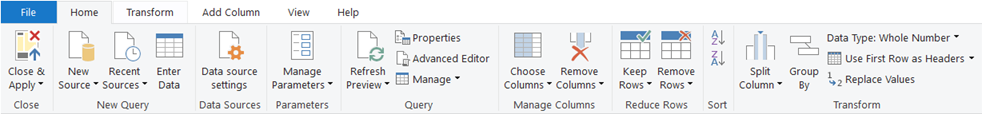 File Home Transform Add Column View Help
Close & Apply
New Source
Recent Sources
Enter Data
Data source settings
Manage Parameters
Refresh Preview
Properties
Advanced Editor
Manage
Choose Columns
Remove Columns
Keep Rows
Remove Rows
A Z
Z A
Split Column
Group By
Data Type: Whole Number
Use First Row as Headers
1 2 Replace Values
Close New Query Data Sources Parameters Query Manage Columns Reduce Rows Sort Transform